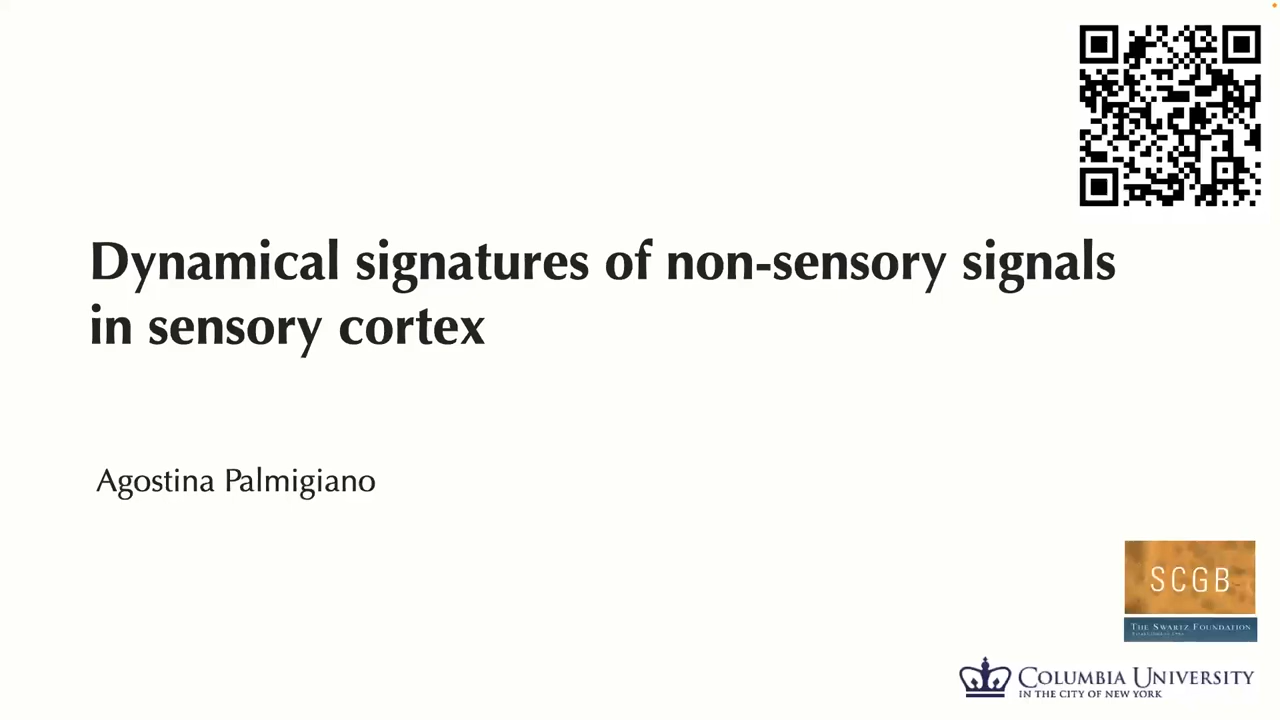 Dynamical signatures of non-sensory signals
in sensory cortex
Agostina Palmigiano
SCGB
THE SWARTZ FOUNDATION
COLUMBIA UNIVERSITY
IN THE CITY OF NEW YORK